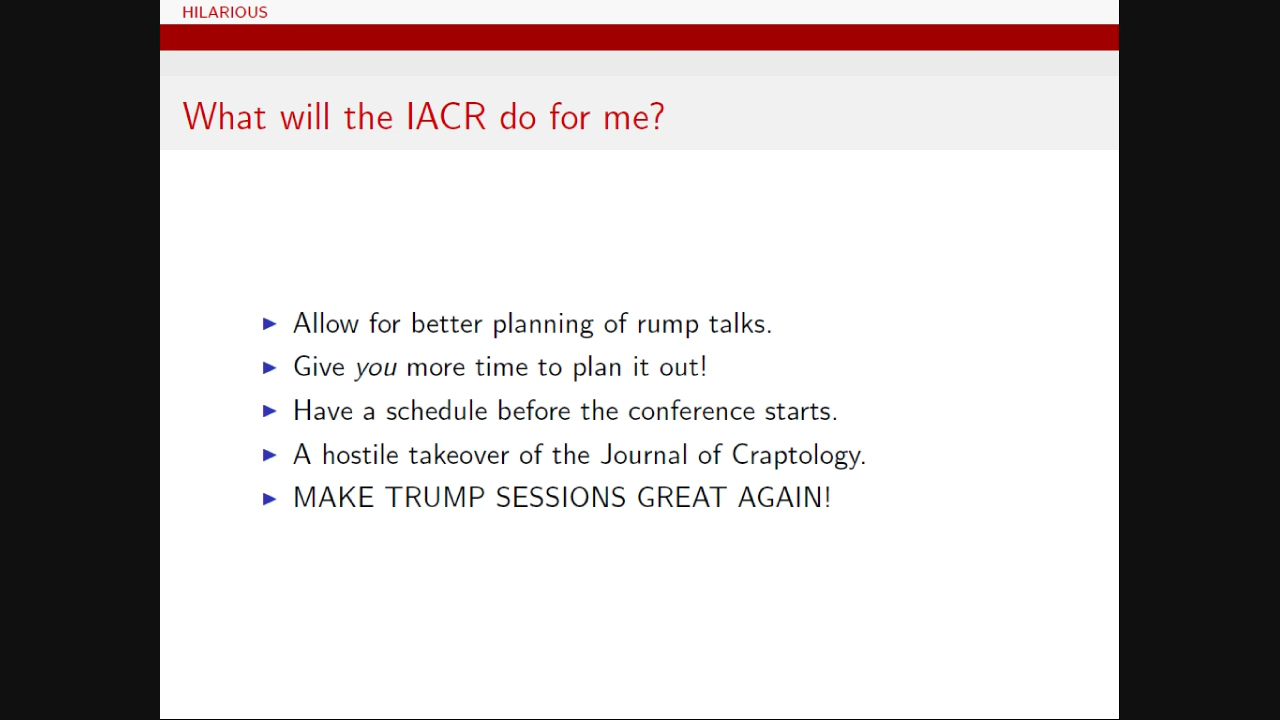 HILARIOUS
What will the IACR do for me?
Allow for better planning of rump talks.
Give you more time to plan it out!
Have a schedule before the conference starts.
A hostile takeover of the Journal of Craptology.
MAKE TRUMP SESSIONS GREAT AGAIN!